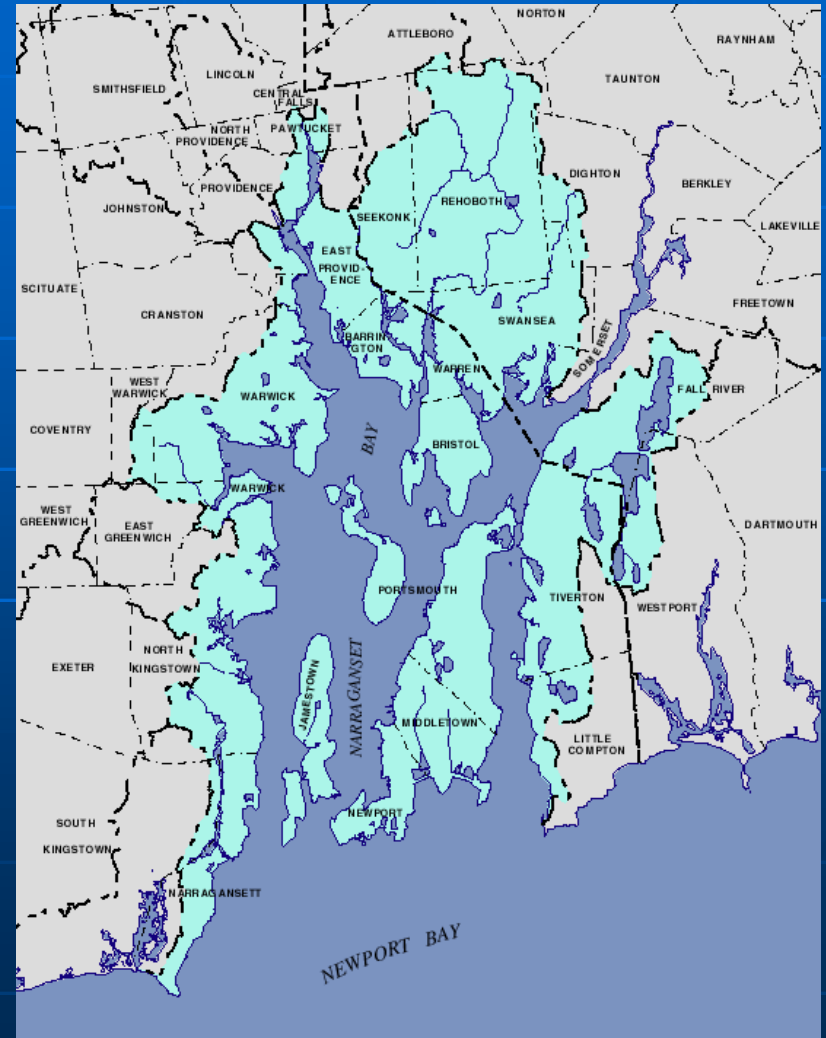 NORTON
ATTLEBORO
RAYNHAM
LINCOLN
TAUNTON
SMITHSFIELD
CENTRAL
FALLS
PAWTUCKET
NORTH
PROVIDENCE
DIGHTON
BERKLEY
PROVIDENCE
REHOBOTH
JOHNSTON
SEEKONK
LAKEVILLE
EAST
PROVID-
ENCE
SCITUATE
FREETOWN
CRANSTON
SWANSEA
BARRIN
GTON
SOMERSET
WARREN
WEST
WARWICK
FALL RIVER
WARWICK
COVENTRY
BAY
BRISTOL
WARWICK
WEST
GREENWICH
EAST
GREENWICH
DARTMOUTH
PORTSMOUTH
TIVERTON
WESTPORT
NORTH
KINGSTOWN
EXETER
JAMESTOWN
NARRAGANSET
MIDDLETOWN
LITTLE
COMPTON
NEWPORT
SOUTH
KINGSTOWN
NARRAGANSETT
NEWPORT BAY